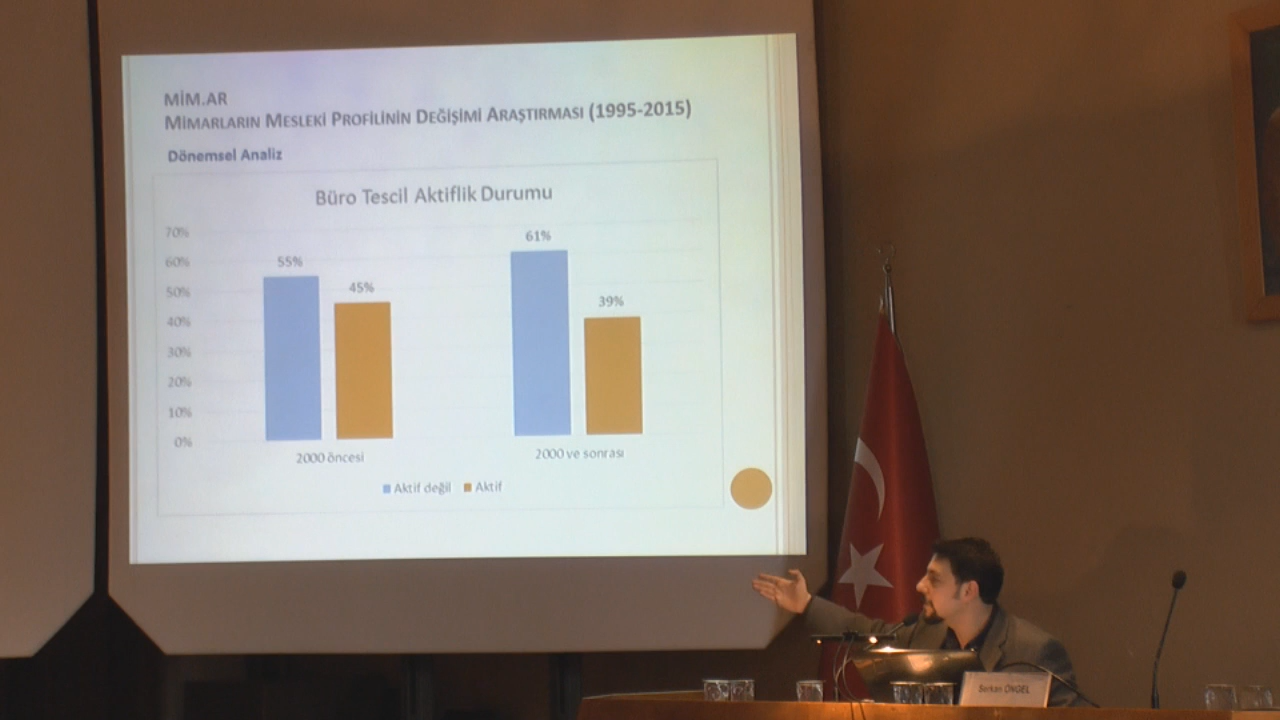 MİM.AR
MİMARLARIN MESLEKİ PROFİLİNİN DEĞİŞİMİ ARAŞTIRMASI (1995-2015)
Dönemsel Analiz
Büro Tescil Aktiflik Durumu
70%
60%
50%
40%
30%
20%
10%
0%
55%
45%
61%
39%
2000 öncesi
2000 ve sonrası
Aktif değil
Aktif
Serkan ÖNGEL